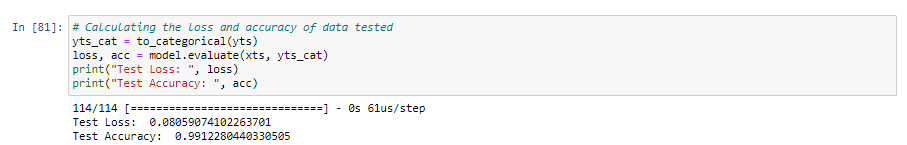 In [81]: # Calculating the loss and accuracy of data tested
yts_cat = to_categorical(yts)
loss, acc = model.evaluate(xts, yts_cat)
print("Test Loss: ", loss)
print("Test Accuracy: ", acc)
114/114 [==============================] - 0s 61us/step
Test Loss:  0.08059074102263701
Test Accuracy:  0.9912280440330505